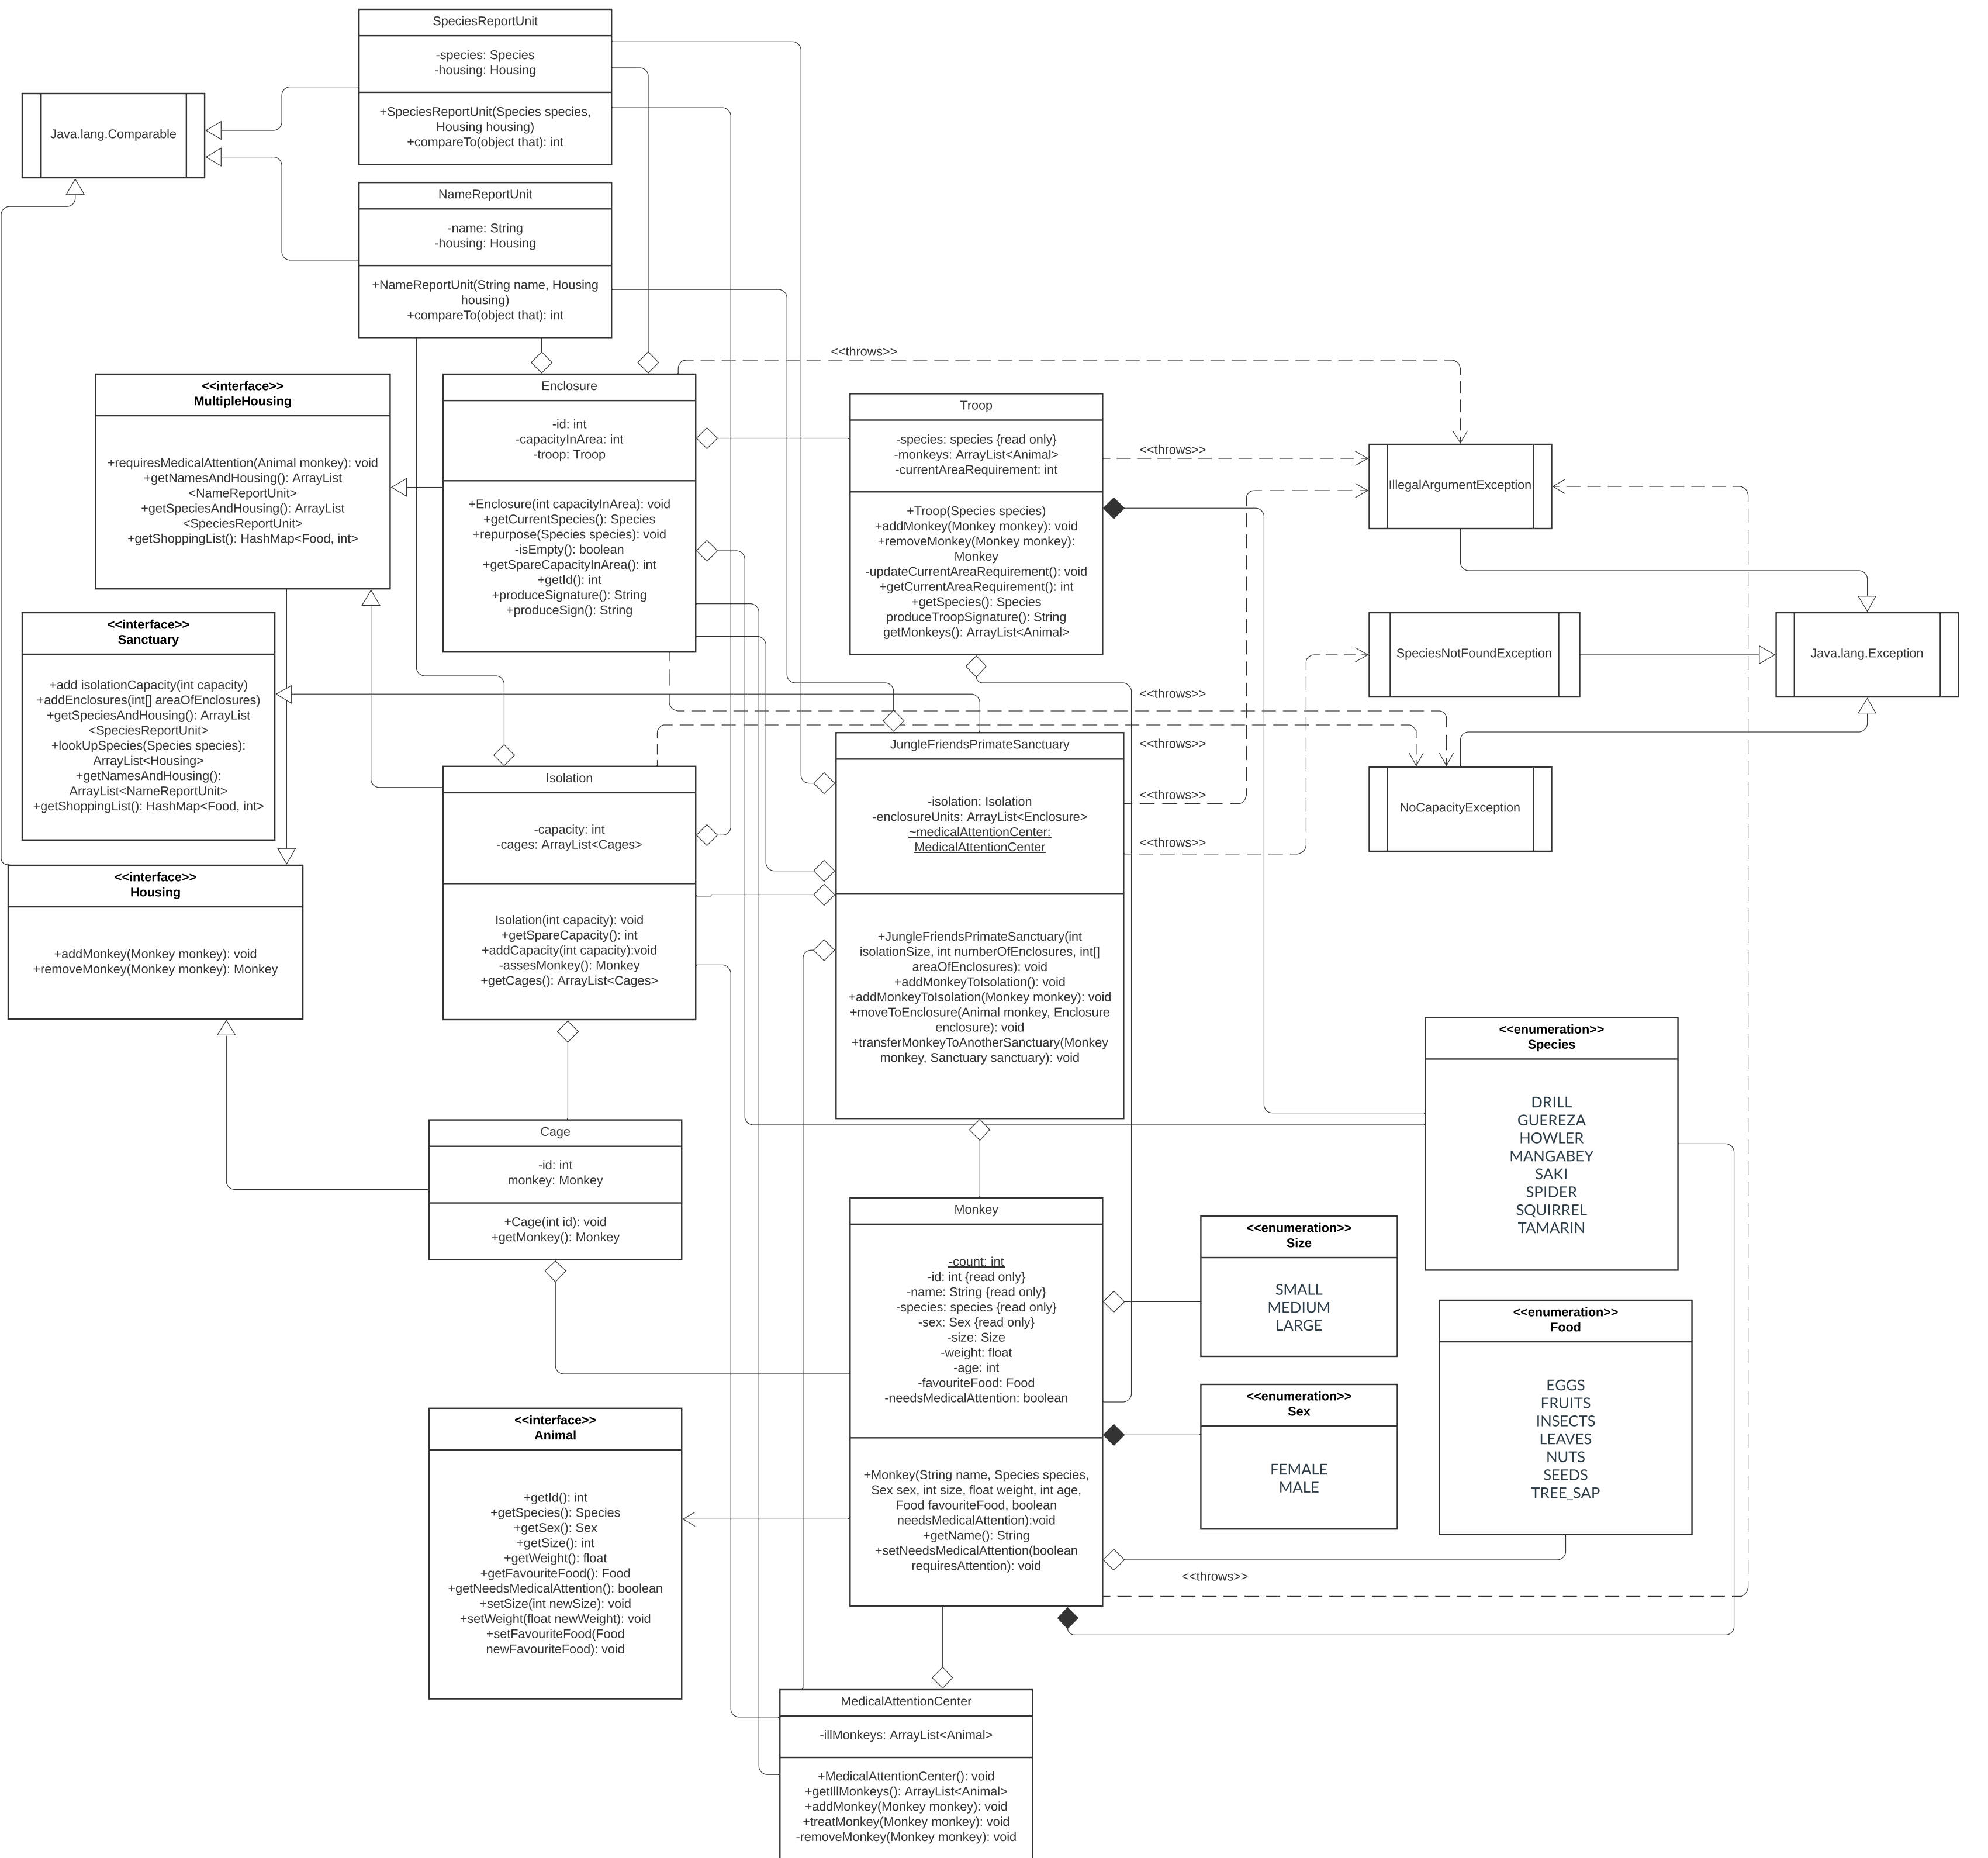 SpeciesReportUnit
-species: Species
-housing: Housing
+SpeciesReportUnit(Species species,
Housing housing)
+compareTo(object that): int
Java.lang.Comparable
NameReportUnit
-name: String
-housing: Housing
+NameReportUnit(String name, Housing
housing)
+compareTo(object that): int
<<throws>>
<<interface>>
MultipleHousing
+requiresMedicalAttention(Animal monkey): void
+getNamesAndHousing(): ArrayList
<NameReportUnit>
+getSpeciesAndHousing(): ArrayList
<SpeciesReportUnit>
+getShoppingList(): HashMap<Food, int>
Enclosure
-id: int
-capacityInArea: int
-troop: Troop
+Enclosure(int capacityInArea): void
+getCurrentSpecies(): Species
+repurpose(Species species): void
-isEmpty(): boolean
+getSpareCapacityInArea(): int
+getId(): int
+produceSignature(): String
+produceSign(): String
Troop
-species: species {read only}
-monkeys: ArrayList<Animal>
-currentAreaRequirement: int
+Troop(Species species)
+addMonkey(Monkey monkey): void
+removeMonkey(Monkey monkey):
Monkey
-updateCurrentAreaRequirement(): void
+getCurrentAreaRequirement(): int
+getSpecies(): Species
produceTroopSignature(): String
getMonkeys(): ArrayList<Animal>
<<throws>>
IllegalArgumentException
<<interface>>
Sanctuary
+add isolationCapacity(int capacity)
+addEnclosures(int[] areaOfEnclosures)
+getSpeciesAndHousing(): ArrayList
<SpeciesReportUnit>
+lookUpSpecies(Species species):
ArrayList<Housing>
+getNamesAndHousing():
ArrayList<NameReportUnit>
+getShoppingList(): HashMap<Food, int>
SpeciesNotFoundException
Java.lang.Exception
<<throws>>
<<throws>>
<<throws>>
<<throws>>
NoCapacityException
Isolation
-capacity: int
-cages: ArrayList<Cages>
Isolation(int capacity): void
+getSpareCapacity(): int
+addCapacity(int capacity):void
-assesMonkey(): Monkey
+getCages(): ArrayList<Cages>
JungleFriendsPrimateSanctuary
-isolation: Isolation
-enclosureUnits: ArrayList<Enclosure>
~medicalAttentionCenter:
MedicalAttentionCenter
+JungleFriendsPrimateSanctuary(int
isolationSize, int numberOfEnclosures, int[]
areaOfEnclosures): void
+addMonkeyToIsolation(): void
+addMonkeyToIsolation(Monkey monkey): void
+moveToEnclosure(Animal monkey, Enclosure
enclosure): void
+transferMonkeyToAnotherSanctuary(Monkey
monkey, Sanctuary sanctuary): void
<<interface>>
Housing
+addMonkey(Monkey monkey): void
+removeMonkey(Monkey monkey): Monkey
<<enumeration>>
Species
DRILL
GUEREZA
HOWLER
MANGABEY
SAKI
SPIDER
SQUIRREL
TAMARIN
Cage
-id: int
monkey: Monkey
+Cage(int id): void
+getMonkey(): Monkey
Monkey
-count: int
-id: int {read only}
-name: String {read only}
-species: species {read only}
-sex: Sex {read only}
-size: Size
-weight: float
-age: int
-favouriteFood: Food
-needsMedicalAttention: boolean
+Monkey(String name, Species species,
Sex sex, int size, float weight, int age,
Food favouriteFood, boolean
needsMedicalAttention):void
+getName(): String
+setNeedsMedicalAttention(boolean
requiresAttention): void
<<enumeration>>
Size
SMALL
MEDIUM
LARGE
<<enumeration>>
Food
EGGS
FRUITS
INSECTS
LEAVES
NUTS
SEEDS
TREE_SAP
<<enumeration>>
Sex
FEMALE
MALE
<<throws>>
<<interface>>
Animal
+getId(): int
+getSpecies(): Species
+getSex(): Sex
+getSize(): int
+getWeight(): float
+getFavouriteFood(): Food
+getNeedsMedicalAttention(): boolean
+setSize(int newSize): void
+setWeight(float newWeight): void
+setFavouriteFood(Food
newFavouriteFood): void
MedicalAttentionCenter
-illMonkeys: ArrayList<Animal>
+MedicalAttentionCenter(): void
+getIllMonkeys(): ArrayList<Animal>
+addMonkey(Monkey monkey): void
+treatMonkey(Monkey monkey): void
-removeMonkey(Monkey monkey): void